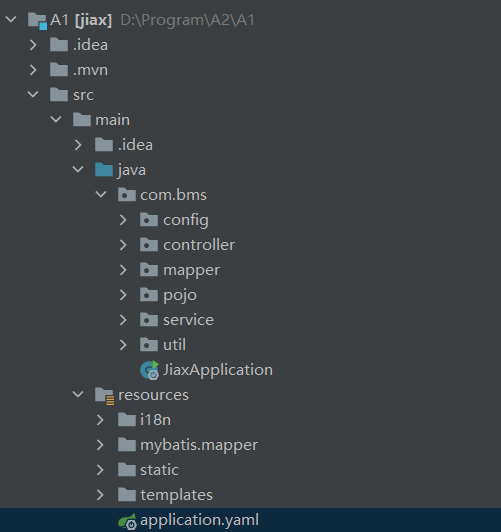 A1 [jiax] D:\Program\A2\A1
.idea
.mvn
src
main
.idea
java
com.bms
config
controller
mapper
pojo
service
util
JiaxApplication
resources
i18n
mybatis.mapper
static
templates
application.yaml